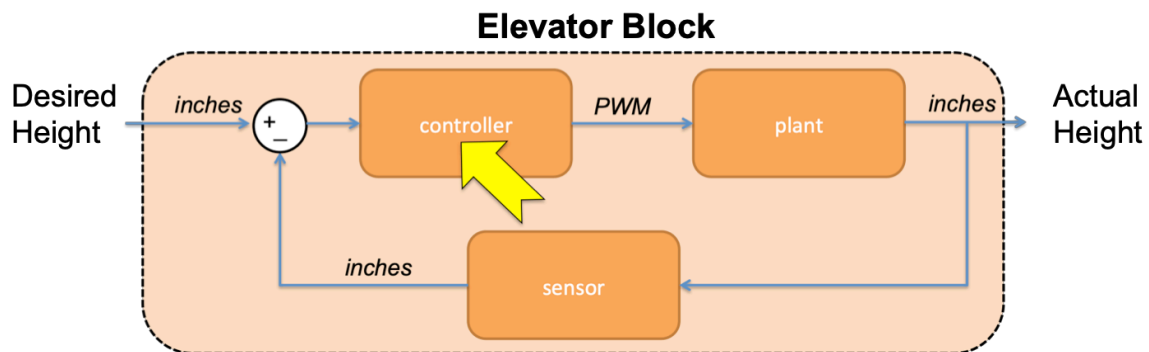 Elevator Block
Desired
Height
inches
+
−
controller
PWM
plant
inches
Actual
Height
inches
sensor